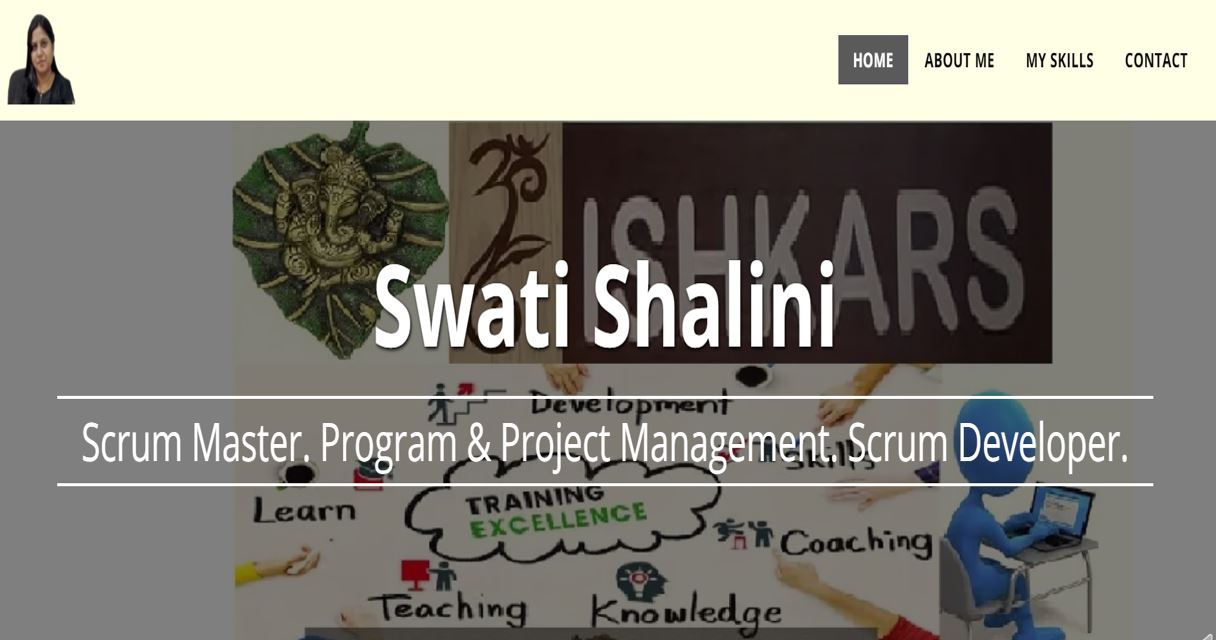 HOME ABOUT ME MY SKILLS CONTACT
ॐ ISHKARS
Swati Shalini
Development
Scrum Master. Program & Project Management. Scrum Developer.
Skills
Learn
TRAINING
EXCELLENCE
Coaching
Teaching
Knowledge